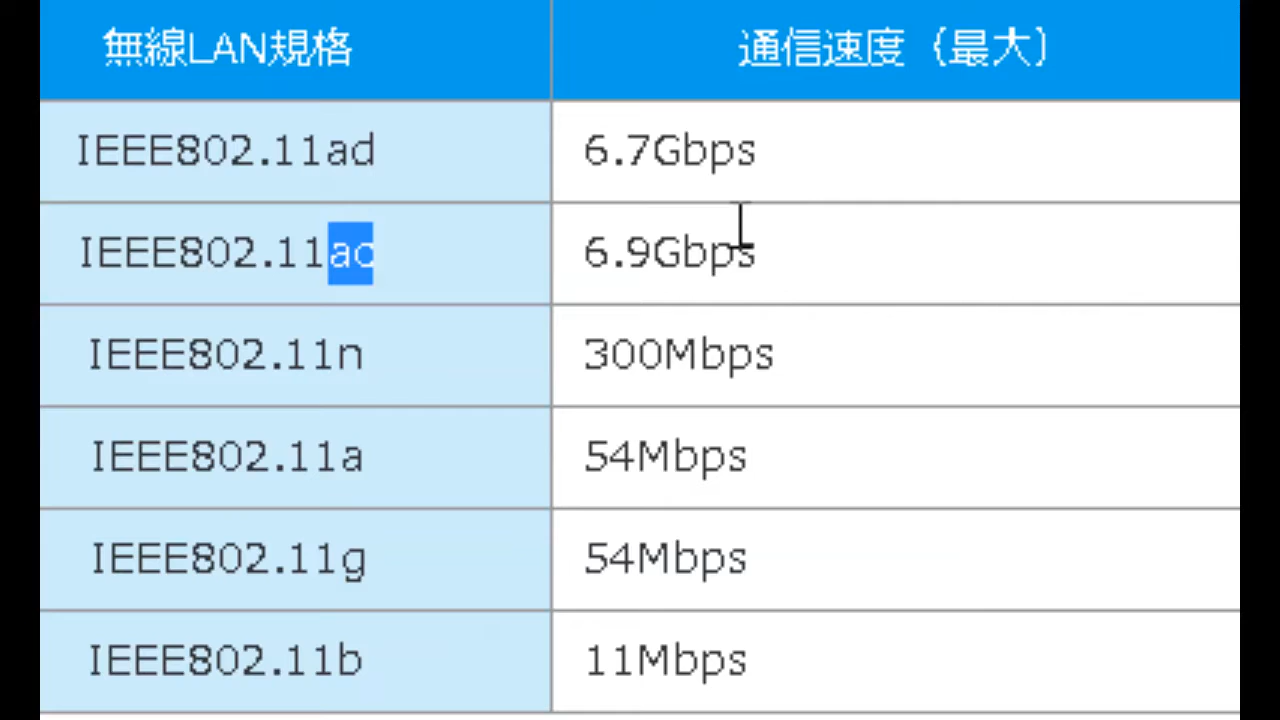 無線LAN規格 通信速度（最大）
IEEE802.11ad 6.7Gbps
IEEE802.11ac 6.9Gbps
IEEE802.11n 300Mbps
IEEE802.11a 54Mbps
IEEE802.11g 54Mbps
IEEE802.11b 11Mbps